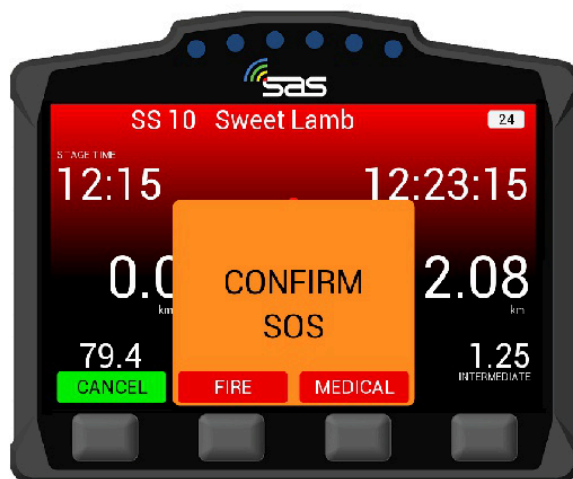 sas
SS 10 Sweet Lamb
24
STAGE TIME
12:15
12:23:15
0.0
km
2.08
km
CONFIRM
SOS
79.4
1.25
INTERMEDIATE
CANCEL
FIRE
MEDICAL